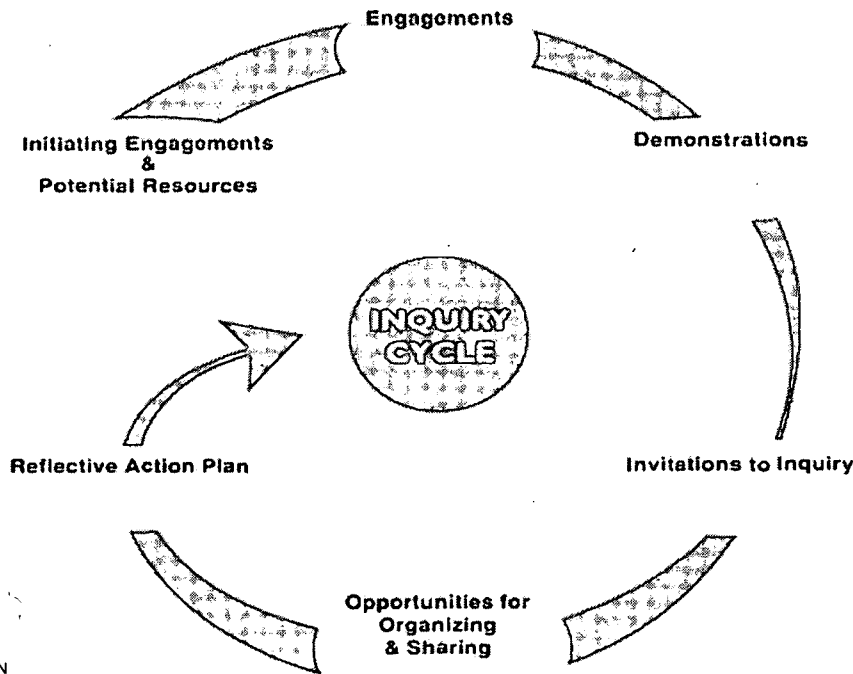 Engagements
Initiating Engagements
&
Potential Resources
Demonstrations
INQUIRY
CYCLE
Reflective Action Plan
Invitations to Inquiry
Opportunities for
Organizing
& Sharing
N